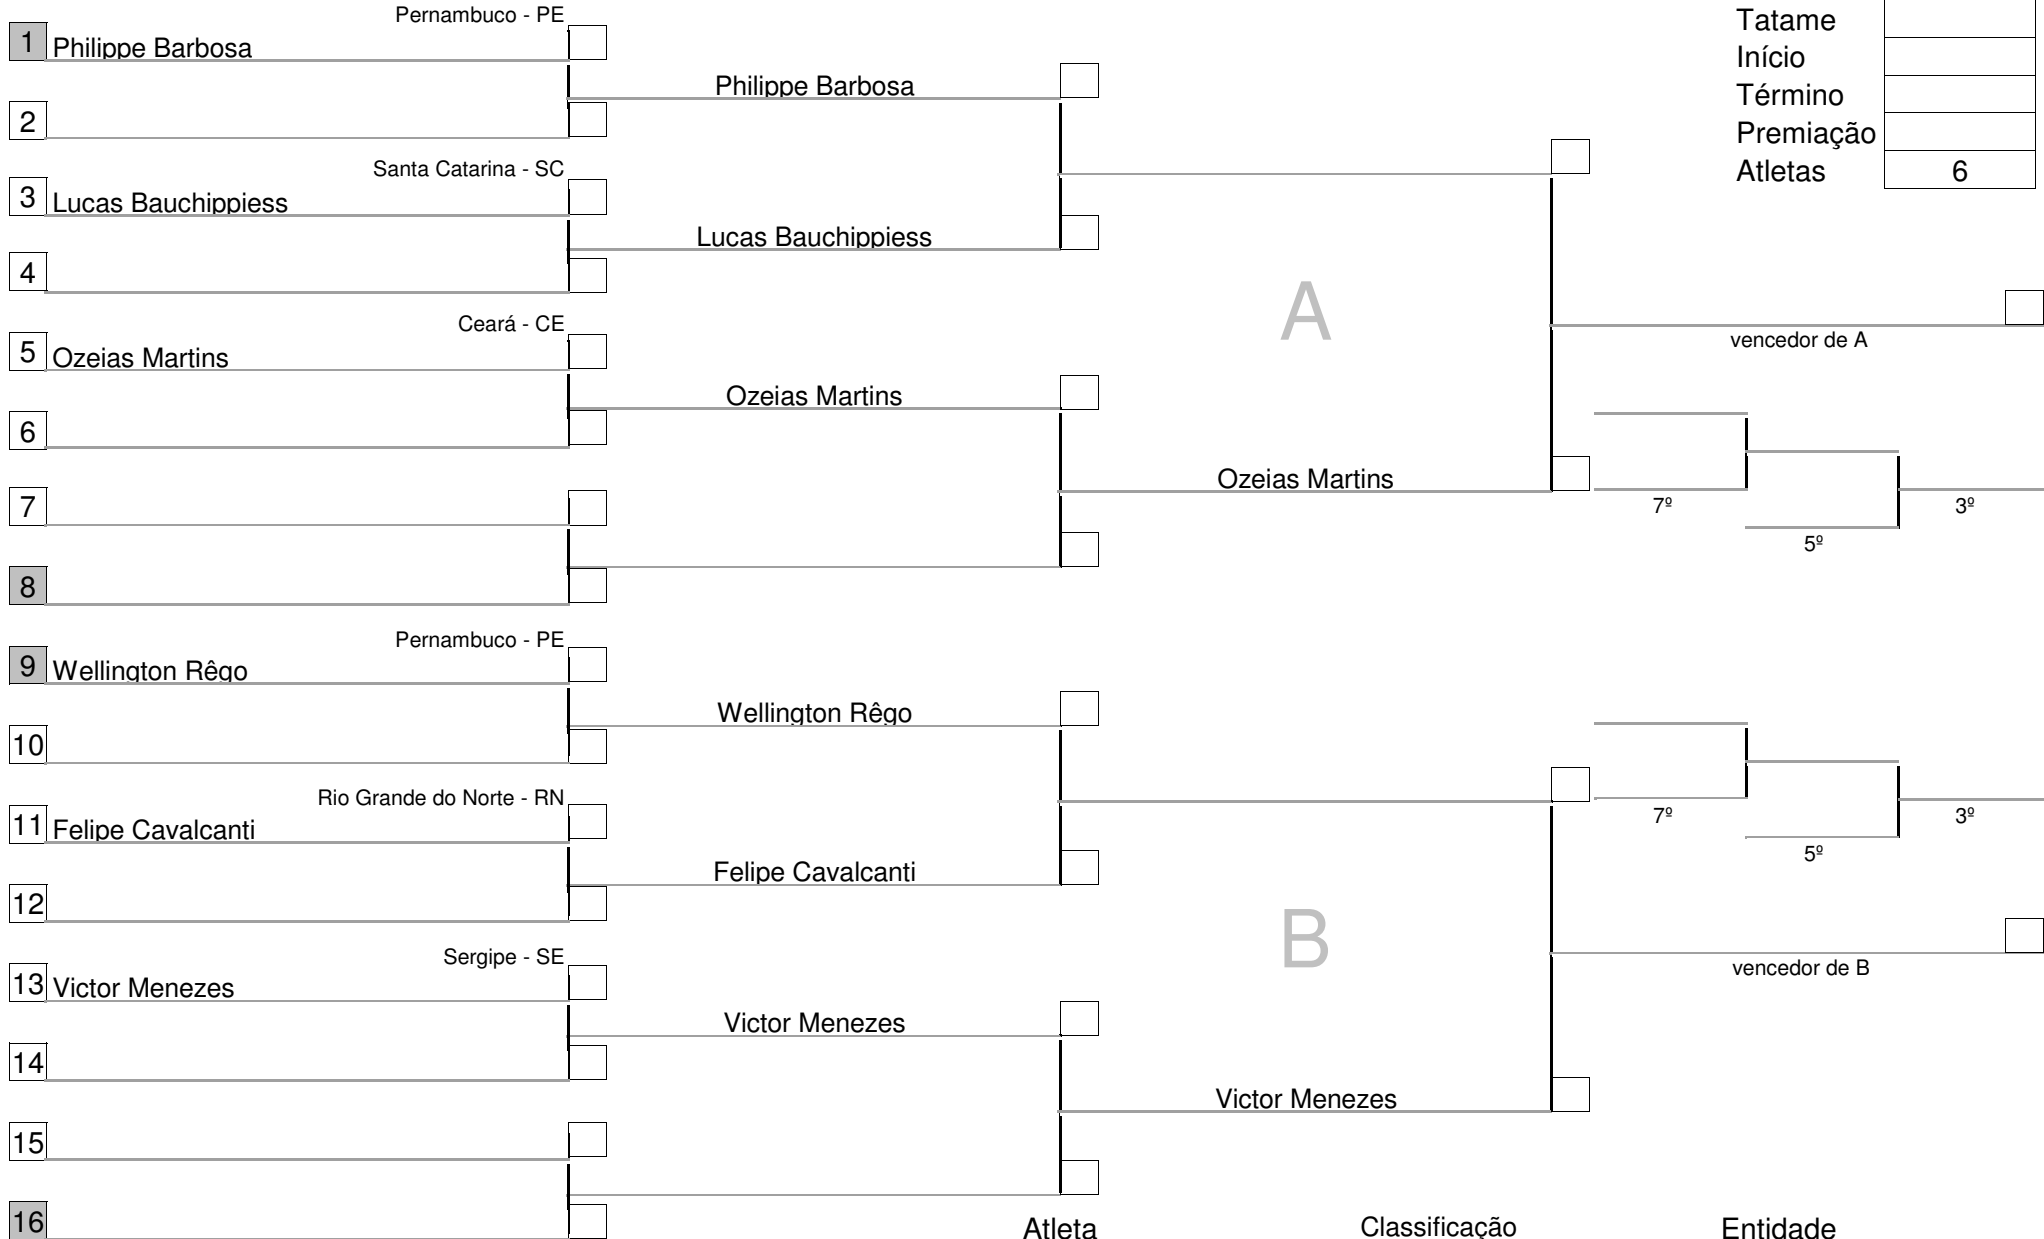 Pernambuco - PE
1 Philippe Barbosa
2
Santa Catarina - SC
3 Lucas Bauchippiess
4
Ceará - CE
5 Ozeias Martins
6
7
8
Pernambuco - PE
9 Wellington Rêgo
10
Rio Grande do Norte - RN
11 Felipe Cavalcanti
12
Sergipe - SE
13 Victor Menezes
14
15
16
Philippe Barbosa
Lucas Bauchippiess
Ozeias Martins
Wellington Rêgo
Felipe Cavalcanti
Victor Menezes
A
Ozeias Martins
B
Victor Menezes
Tatame
Início
Término
Premiação
Atletas 6
vencedor de A
7º
5º
3º
7º
5º
3º
vencedor de B
Atleta Classificação Entidade